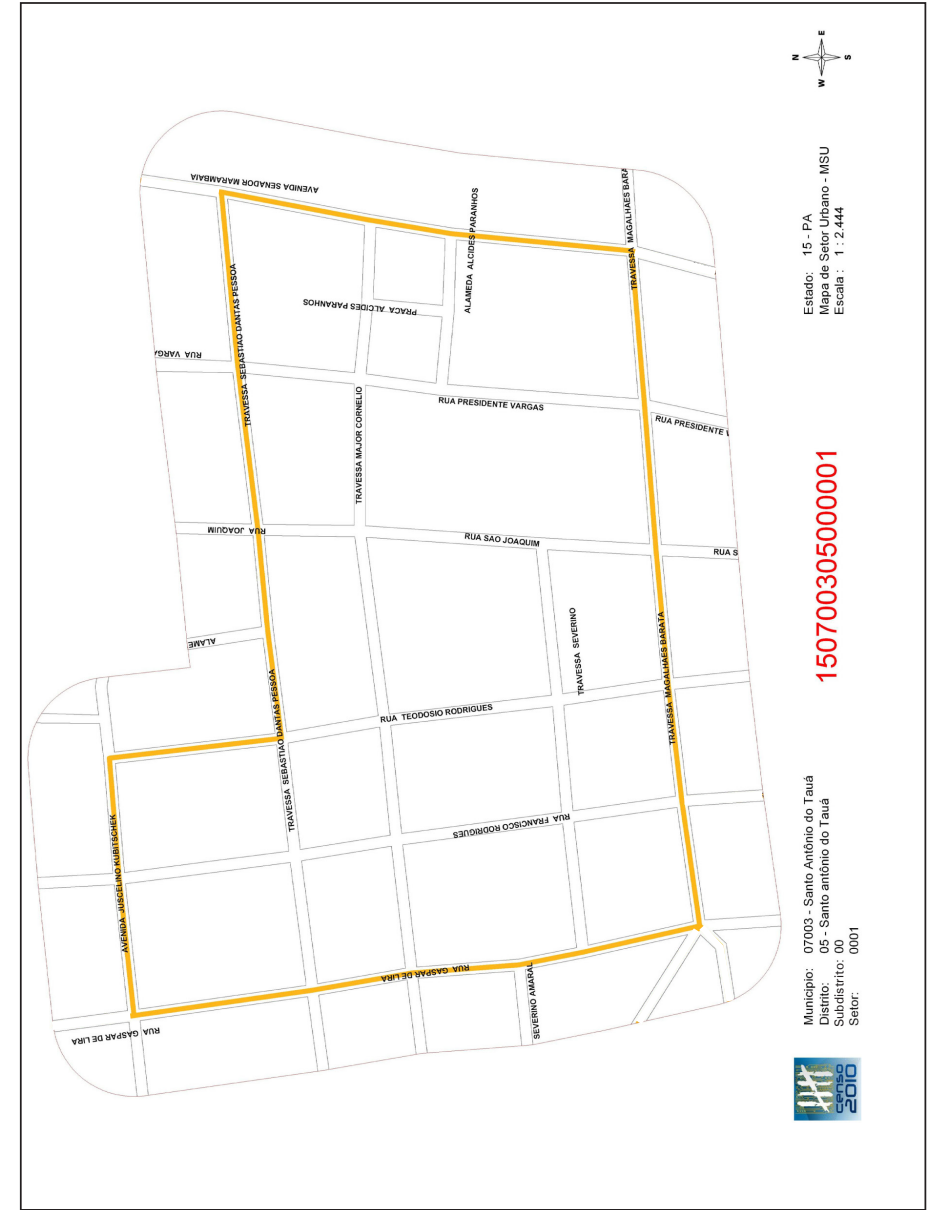 AVENIDA SENADOR MARAMBAIA
TRAVESSA SEBASTIAO DANTAS PESSOA
PRACA ALCIDES PARANHOS
ALAMEDA ALCIDES PARANHOS
TRAVESSA MAGALHAES BARA
RUA VARGA
TRAVESSA MAJOR CORNELIO
RUA PRESIDENTE VARGAS
RUA PRESIDENTE
RUA JOAQUIM
RUA SAO JOAQUIM
RUA S
ALAME
TRAVESSA SEBASTIAO DANTAS PESSOA
RUA TEODOSIO RODRIGUES
TRAVESSA SEVERINO
TRAVESSA MAGALHAES BARATA
AVENIDA JUSCELINO KUBITSCHEK
RUA FRANCISCO RODRIGUES
RUA GASPAR DE LIRA
RUA GASPAR DE LIRA
SEVERINO AMARAL
N
E
S
W
Estado: 15 - PA
Mapa de Setor Urbano - MSU
Escala : 1 : 2.444
150700305000001
Municipio: 07003 - Santo Antônio do Tauá
Distrito: 05 - Santo antônio do Tauá
Subdistrito: 00
Setor: 0001
censo
2010